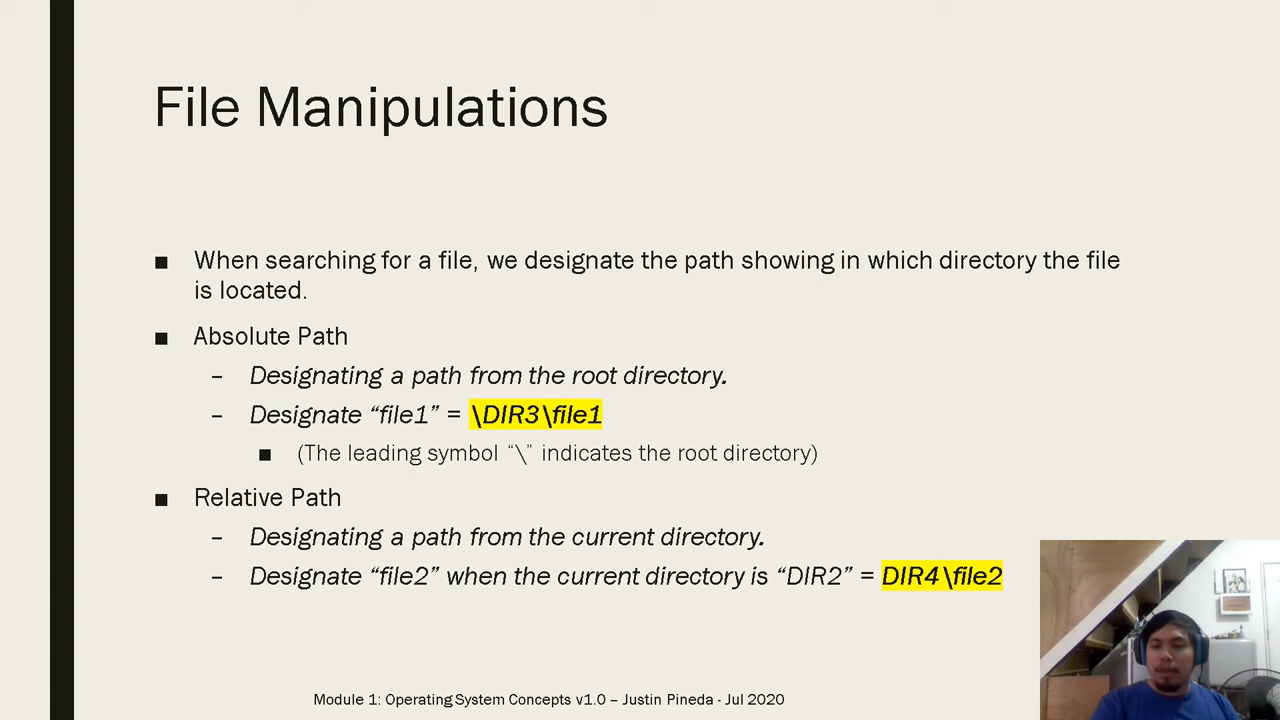 File Manipulations
When searching for a file, we designate the path showing in which directory the file
is located.
Absolute Path
– Designating a path from the root directory.
– Designate “file1” = \DIR3\file1
(The leading symbol “\” indicates the root directory)
Relative Path
– Designating a path from the current directory.
– Designate “file2” when the current directory is “DIR2” = DIR4\file2
Module 1: Operating System Concepts v1.0 – Justin Pineda - Jul 2020